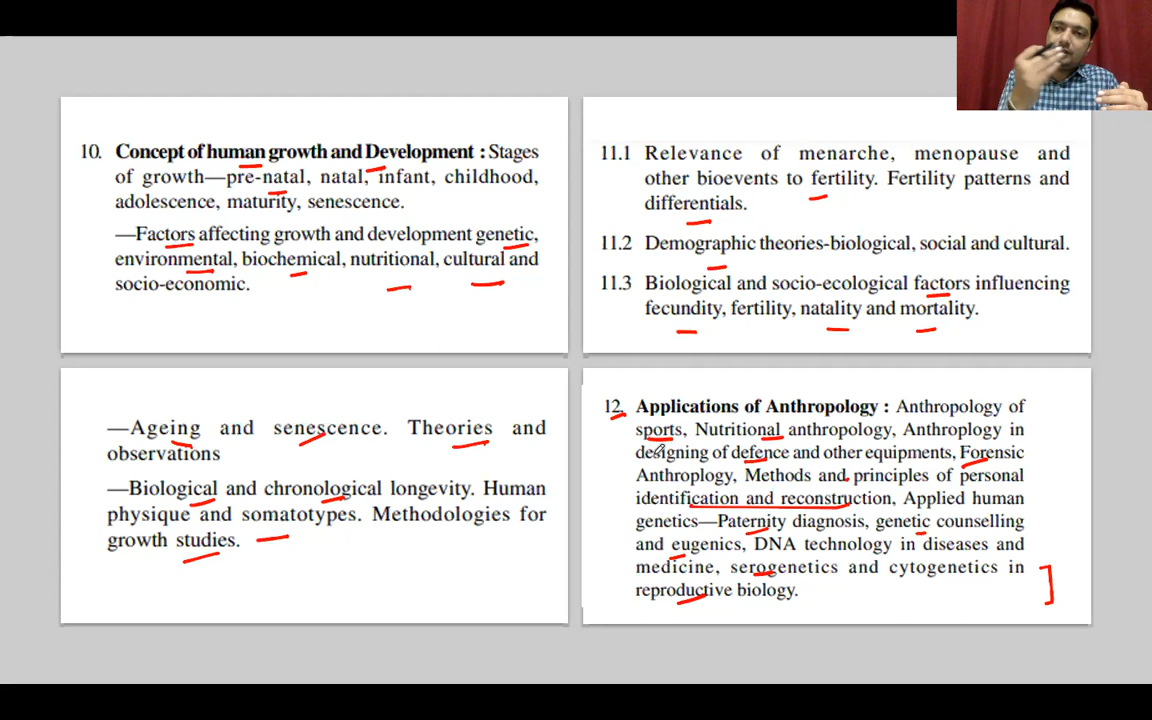 10. Concept of human growth and Development : Stages
of growth—pre-natal, natal, infant, childhood,
adolescence, maturity, senescence.
—Factors affecting growth and development genetic,
environmental, biochemical, nutritional, cultural and
socio-economic.
11.1 Relevance of menarche, menopause and
other bioevents to fertility. Fertility patterns and
differentials.
11.2 Demographic theories-biological, social and cultural.
11.3 Biological and socio-ecological factors influencing
fecundity, fertility, natality and mortality.
—Ageing and senescence. Theories and
observations
—Biological and chronological longevity. Human
physique and somatotypes. Methodologies for
growth studies.
12. Applications of Anthropology : Anthropology of
sports, Nutritional anthropology, Anthroplogy in
designing of defence and other equipments, Forensic
Anthroplogy, Methods and principles of personal
identification and reconstruction, Applied human
genetics—Paternity diagnosis, genetic counselling
and eugenics, DNA technology in diseases and
medicine, serogenetics and cytogenetics in
reproductive biology.